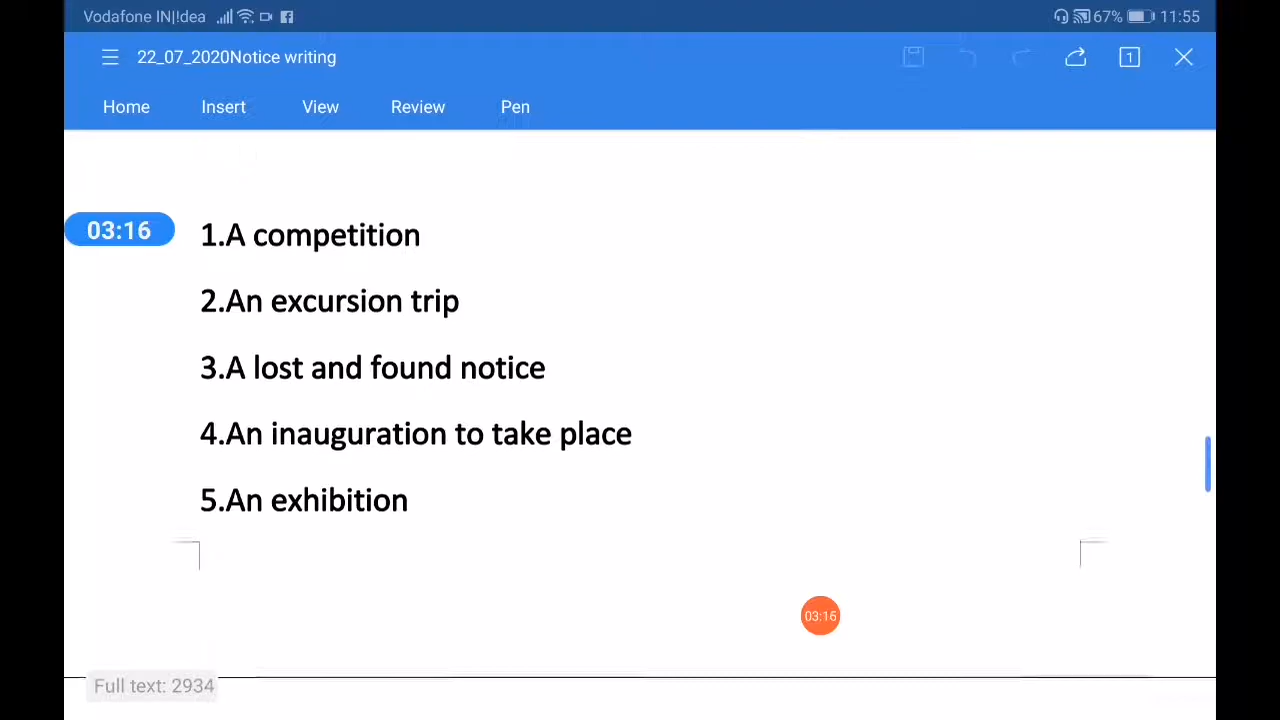 Vodafone IN|!dea 67% 11:55
22_07_2020Notice writing 1
Home Insert View Review Pen
03:16
1.A competition
2.An excursion trip
3.A lost and found notice
4.An inauguration to take place
5.An exhibition
03:16
Full text: 2934